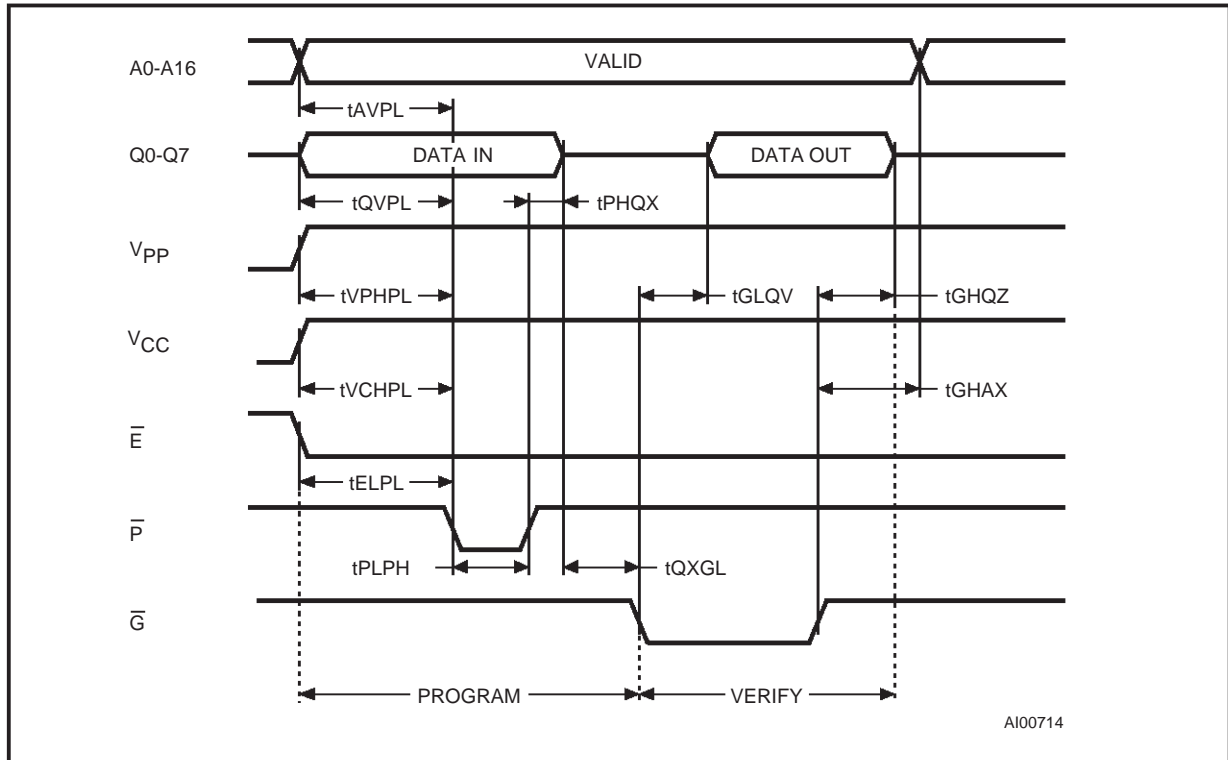 A0-A16
VALID
tAVPL
Q0-Q7
DATA IN
DATA OUT
tQVPL
tPHQX
VPP
tVPHPL
tGLQV
tGHQZ
VCC
tVCHPL
tGHAX
E̅
tELPL
P̅
tPLPH
tQXGL
G̅
PROGRAM
VERIFY
AI00714